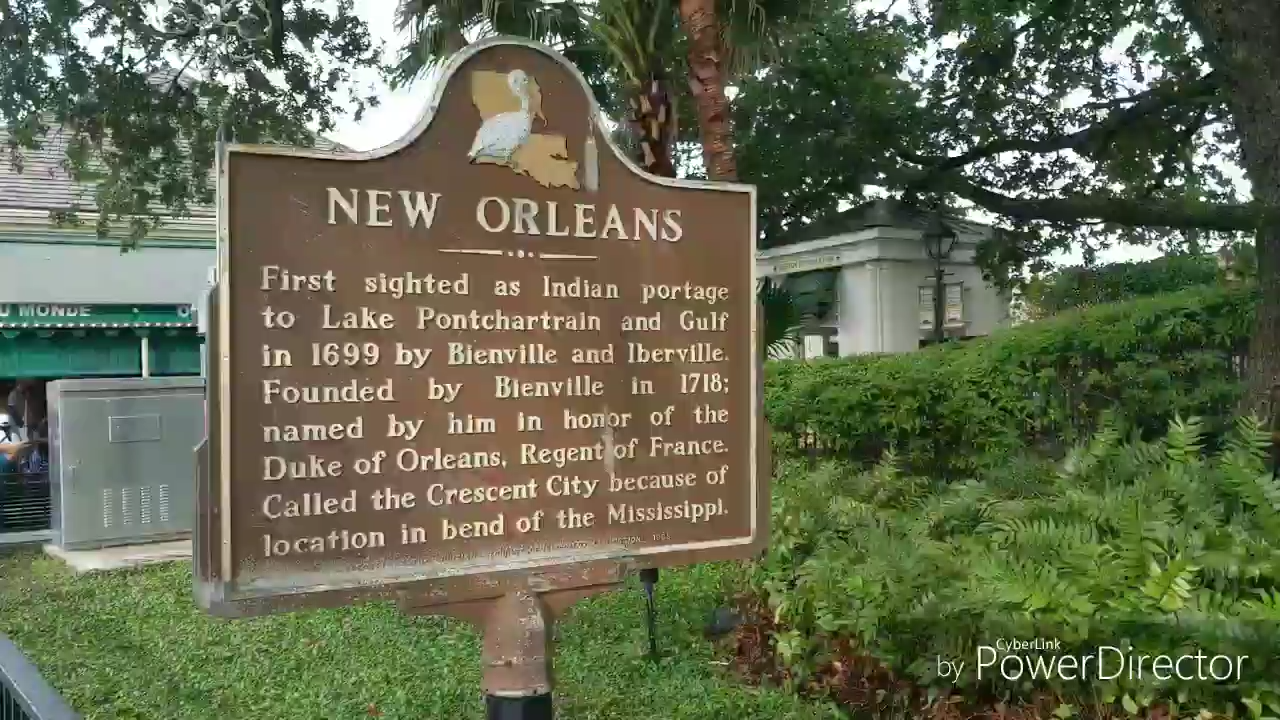 NEW ORLEANS
First sighted as Indian portage
to Lake Pontchartrain and Gulf
in 1699 by Bienville and Iberville.
Founded by Bienville in 1718;
named by him in honor of the
Duke of Orleans, Regent of France.
Called the Crescent City because of
location in bend of the Mississippi.
U MONDE
CyberLink
by PowerDirector